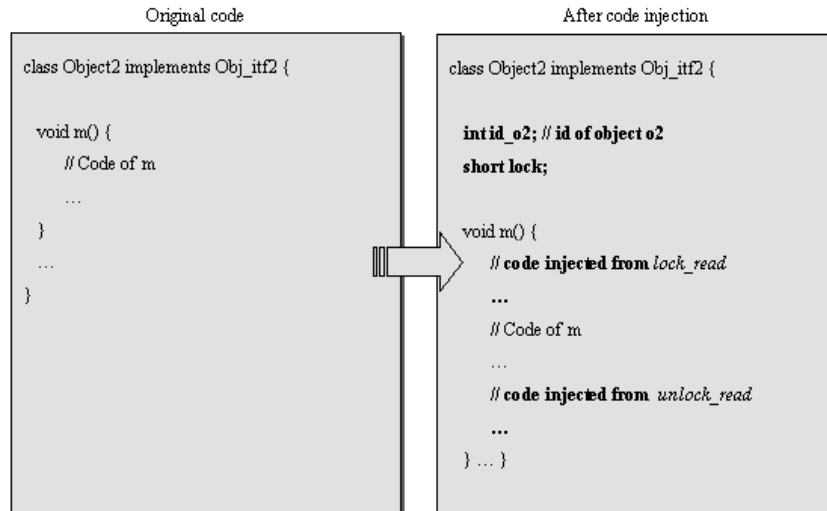 Original code
class Object2 implements Obj_itf2 {
void m() {
// Code of m
…
}
…
}
After code injection
class Object2 implements Obj_itf2 {
int id_o2; // id of object o2
short lock;
void m() {
// code injected from lock_read
…
// Code of m
…
// code injected from unlock_read
…
} … }